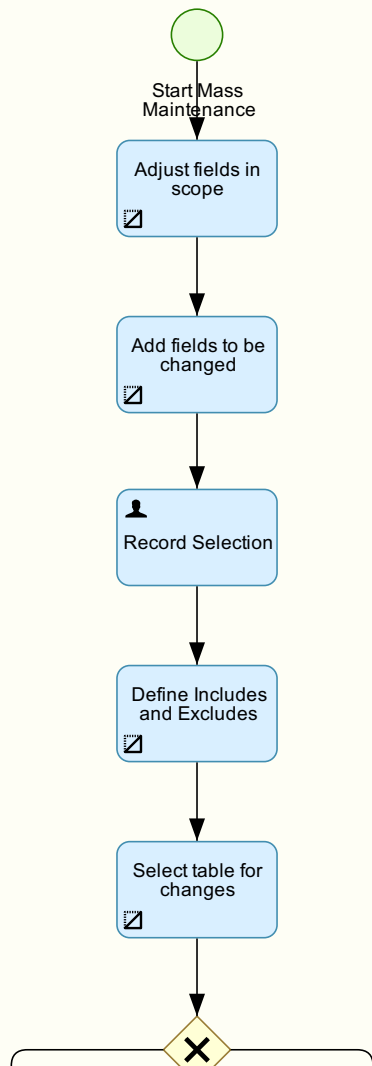 Start Mass
Maintenance
Adjust fields in
scope
Add fields to be
changed
Record Selection
Define Includes
and Excludes
Select table for
changes